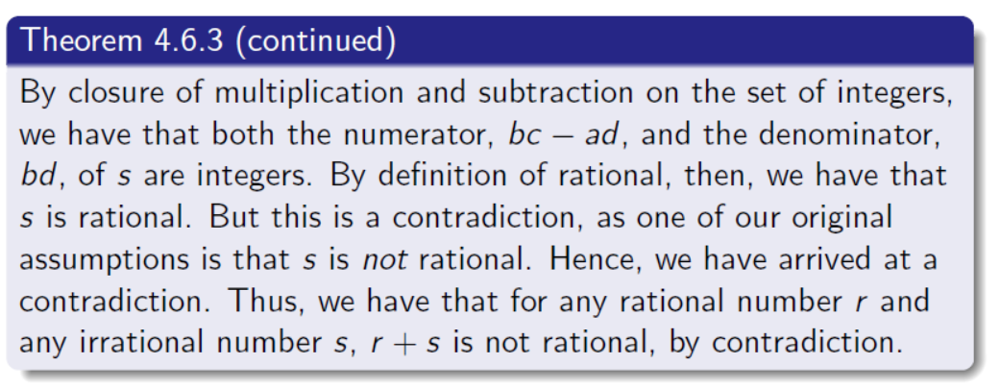 Theorem 4.6.3 (continued)
By closure of multiplication and subtraction on the set of integers,
we have that both the numerator, bc − ad, and the denominator,
bd, of s are integers. By definition of rational, then, we have that
s is rational. But this is a contradiction, as one of our original
assumptions is that s is not rational. Hence, we have arrived at a
contradiction. Thus, we have that for any rational number r and
any irrational number s, r + s is not rational, by contradiction.